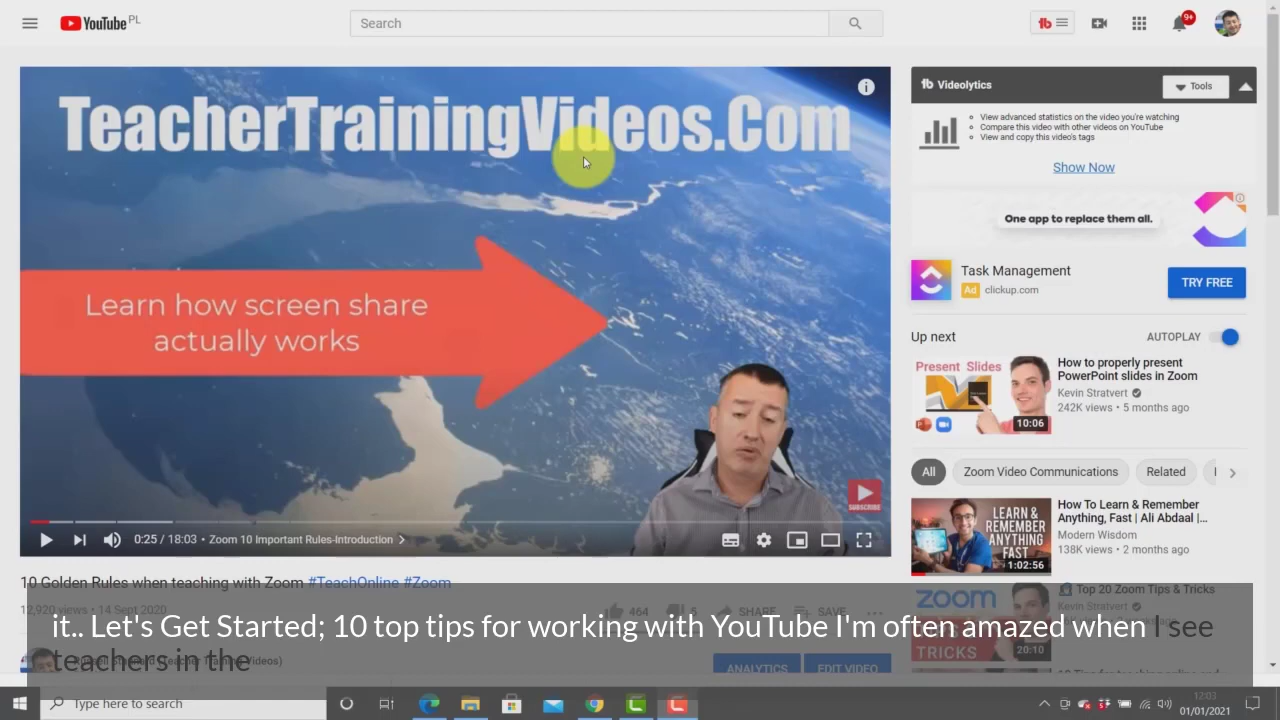 YouTube PL
Search
9+
TeacherTrainingVideos.Com
Learn how screen share
actually works
SUBSCRIBE
0:25 / 18:03 • Zoom 10 Important Rules-Introduction
10 Golden Rules when teaching with Zoom #TeachOnline #Zoom
12,920 views • 14 Sept 2020
464
6
SHARE
SAVE
it.. Let's Get Started; 10 top tips for working with YouTube I'm often amazed when I see
teachers in the
ANALYTICS
EDIT VIDEO
Videolytics
Tools
View advanced statistics on the video you're watching
Compare this video with other videos on YouTube
View and copy this video's tags
Show Now
One app to replace them all.
Task Management
Ad clickup.com
TRY FREE
Up next
AUTOPLAY
Present Slides
10:06
How to properly present
PowerPoint slides in Zoom
Kevin Stratvert
242K views • 5 months ago
All
Zoom Video Communications
Related
LEARN &
REMEMBER
ANYTHING
FAST
1:02:56
How To Learn & Remember
Anything, Fast | Ali Abdaal |...
Modern Wisdom
138K views • 2 months ago
zoom
TRICKS
20:10
Top 20 Zoom Tips & Tricks
Kevin Stratvert
Type here to search
12:03
01/01/2021